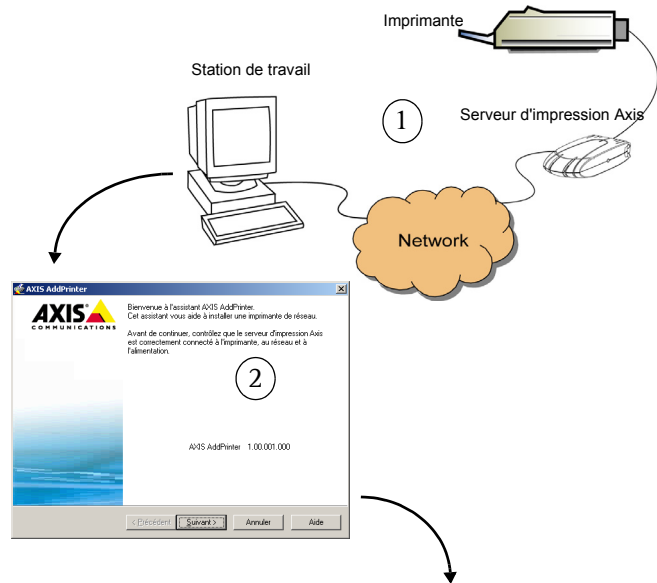 Imprimante
Station de travail
1
Serveur d'impression Axis
Network
AXIS AddPrinter
AXIS
COMMUNICATIONS
Bienvenue à l'assistant AXIS AddPrinter.
Cet assistant vous aide à installer une imprimante de réseau.
Avant de continuer, contrôlez que le serveur d'impression Axis
est correctement connecté à l'imprimante, au réseau et à
l'alimentation.
2
AXIS AddPrinter 1.00.001.000
< Précédent Suivant > Annuler Aide